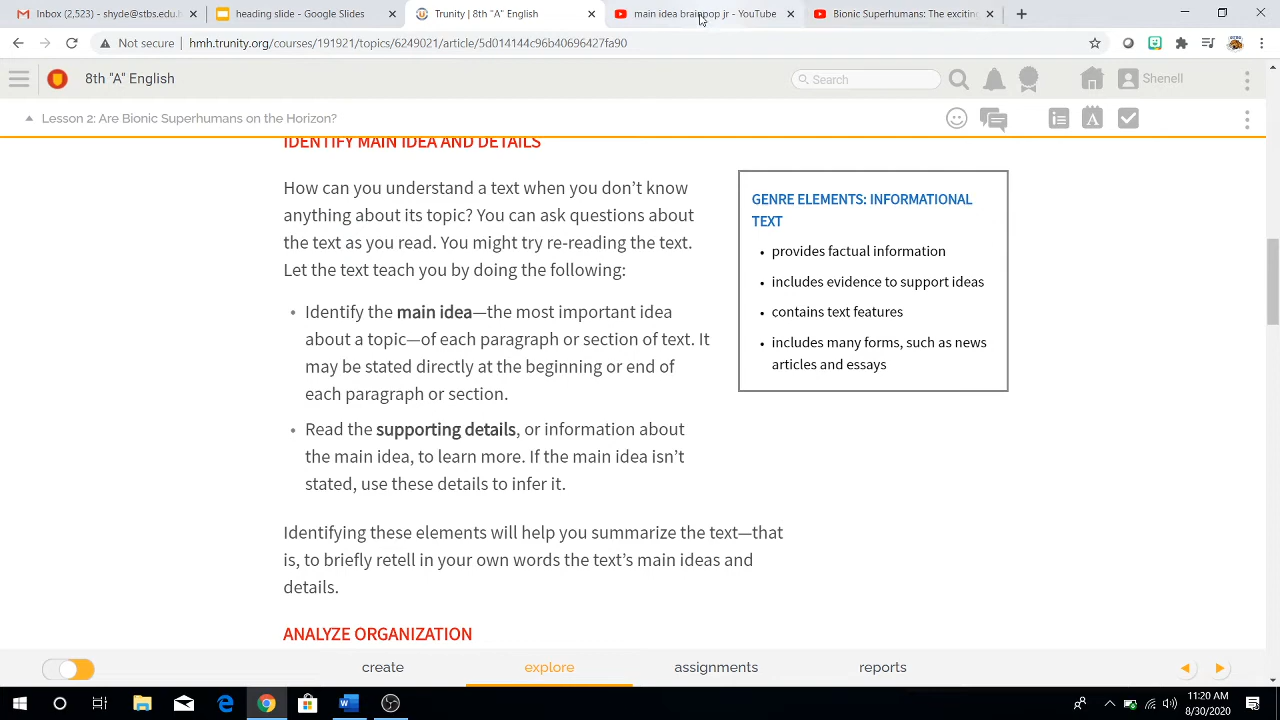 Inbox (2,523) - shiree@stbs.edu.
heading slide - Google Slides
Trunity | 8th "A" English
main idea brain pop jr - YouTube
Bionic Superhumans: The excitin
Not secure
hmh.trunity.org/courses/191921/topics/6249021/article/5d014144c96b40696427fa90
8th "A" English
Search
Shenell
Lesson 2: Are Bionic Superhumans on the Horizon?
IDENTIFY MAIN IDEA AND DETAILS
How can you understand a text when you don't know
anything about its topic? You can ask questions about
the text as you read. You might try re-reading the text.
Let the text teach you by doing the following:
• Identify the main idea—the most important idea
about a topic—of each paragraph or section of text. It
may be stated directly at the beginning or end of
each paragraph or section.
• Read the supporting details, or information about
the main idea, to learn more. If the main idea isn't
stated, use these details to infer it.
Identifying these elements will help you summarize the text—that
is, to briefly retell in your own words the text's main ideas and
details.
ANALYZE ORGANIZATION
GENRE ELEMENTS: INFORMATIONAL
TEXT
• provides factual information
• includes evidence to support ideas
• contains text features
• includes many forms, such as news
articles and essays
create
explore
assignments
reports
11:20 AM
8/30/2020